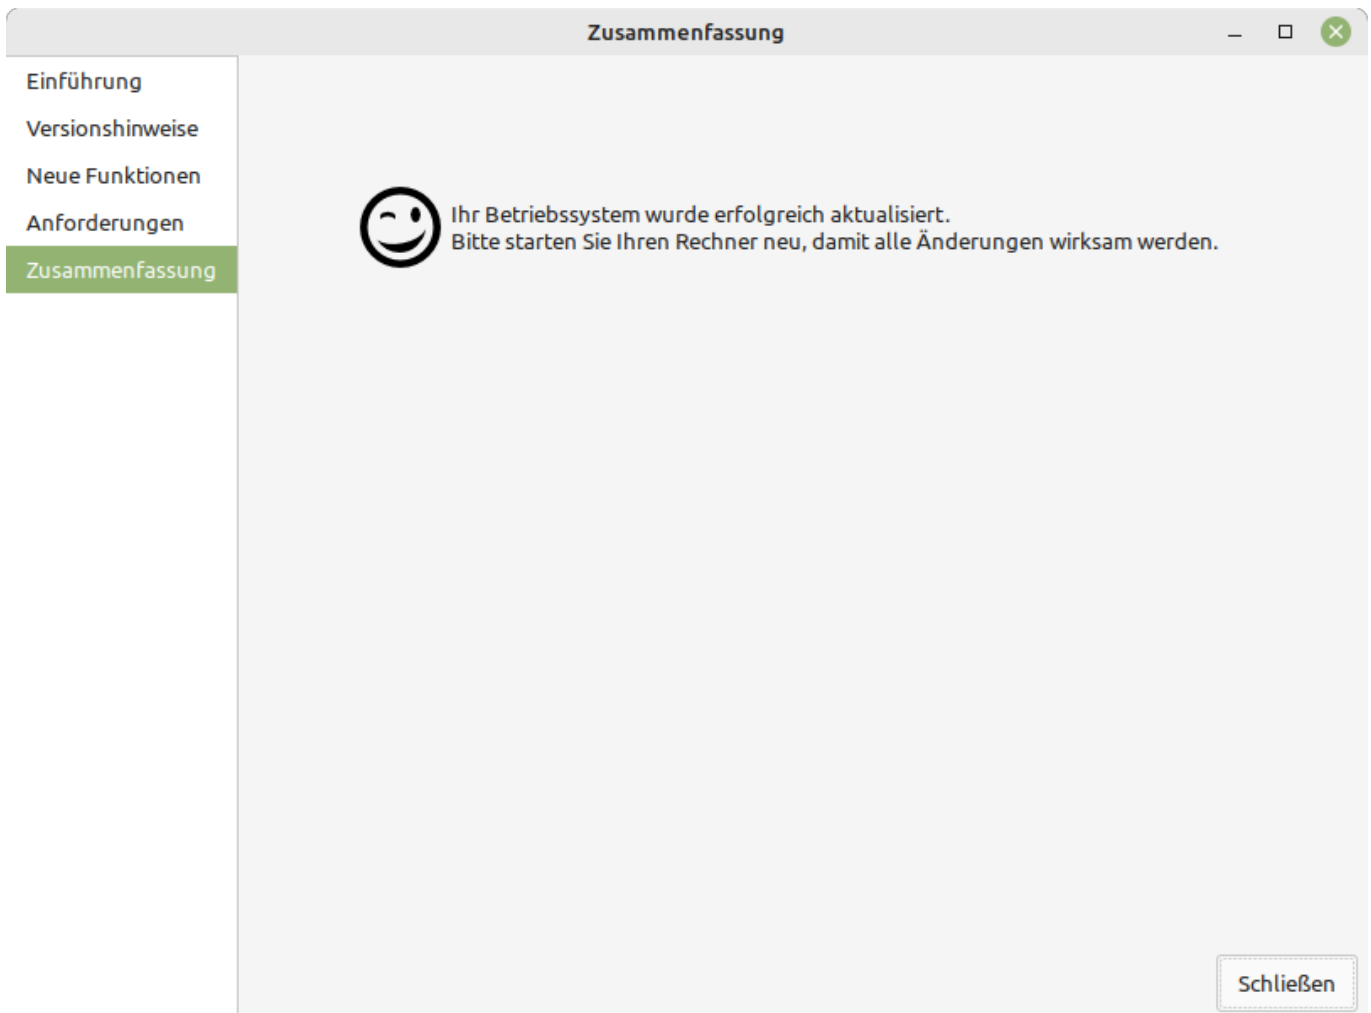 Zusammenfassung
Einführung
Versionshinweise
Neue Funktionen
Anforderungen
Zusammenfassung
Ihr Betriebssystem wurde erfolgreich aktualisiert.
Bitte starten Sie Ihren Rechner neu, damit alle Änderungen wirksam werden.
Schließen